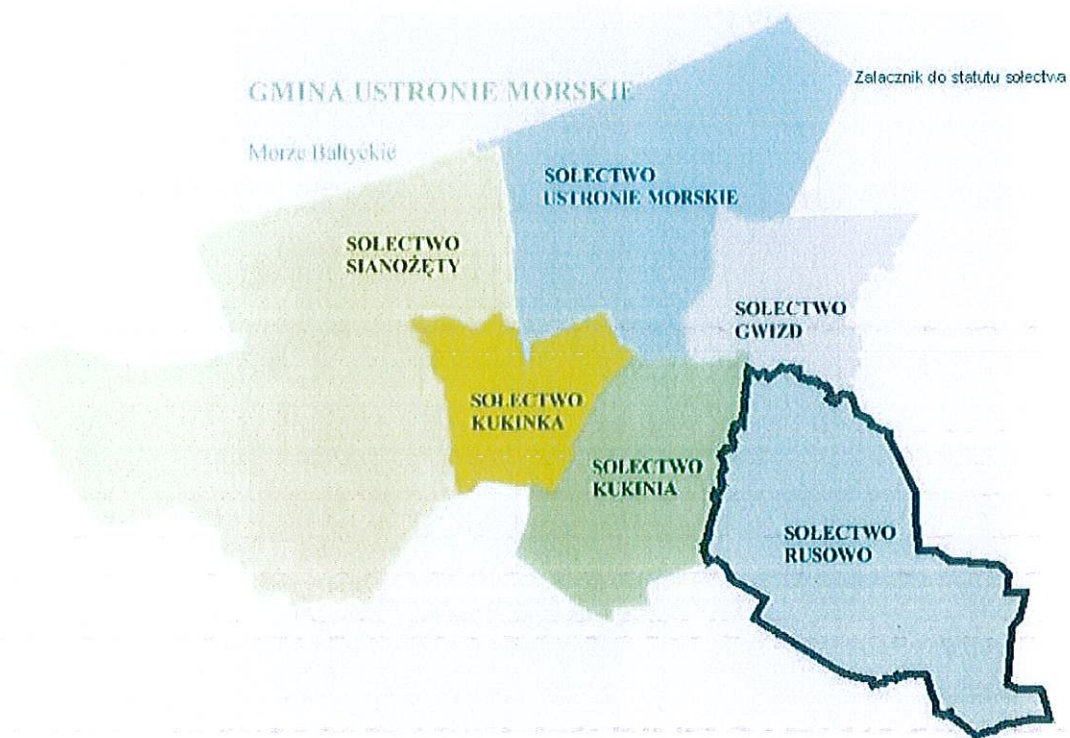 Zalacznik do statutu sołectwa
GMINA USTRONIE MORSKIE
Morze Bałtyckie
SOŁECTWO
USTRONIE MORSKIE
SOŁECTWO
SIANOŻĘTY
SOŁECTWO
GWIZD
SOŁECTWO
KUKINKA
SOŁECTWO
KUKINIA
SOŁECTWO
RUSOWO